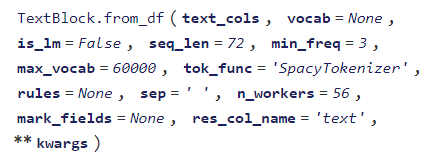 TextBlock.from_df(text_cols, vocab=None,
is_lm=False, seq_len=72, min_freq=3,
max_vocab=60000, tok_func='SpacyTokenizer',
rules=None, sep=' ', n_workers=56,
mark_fields=None, res_col_name='text',
**kwargs)